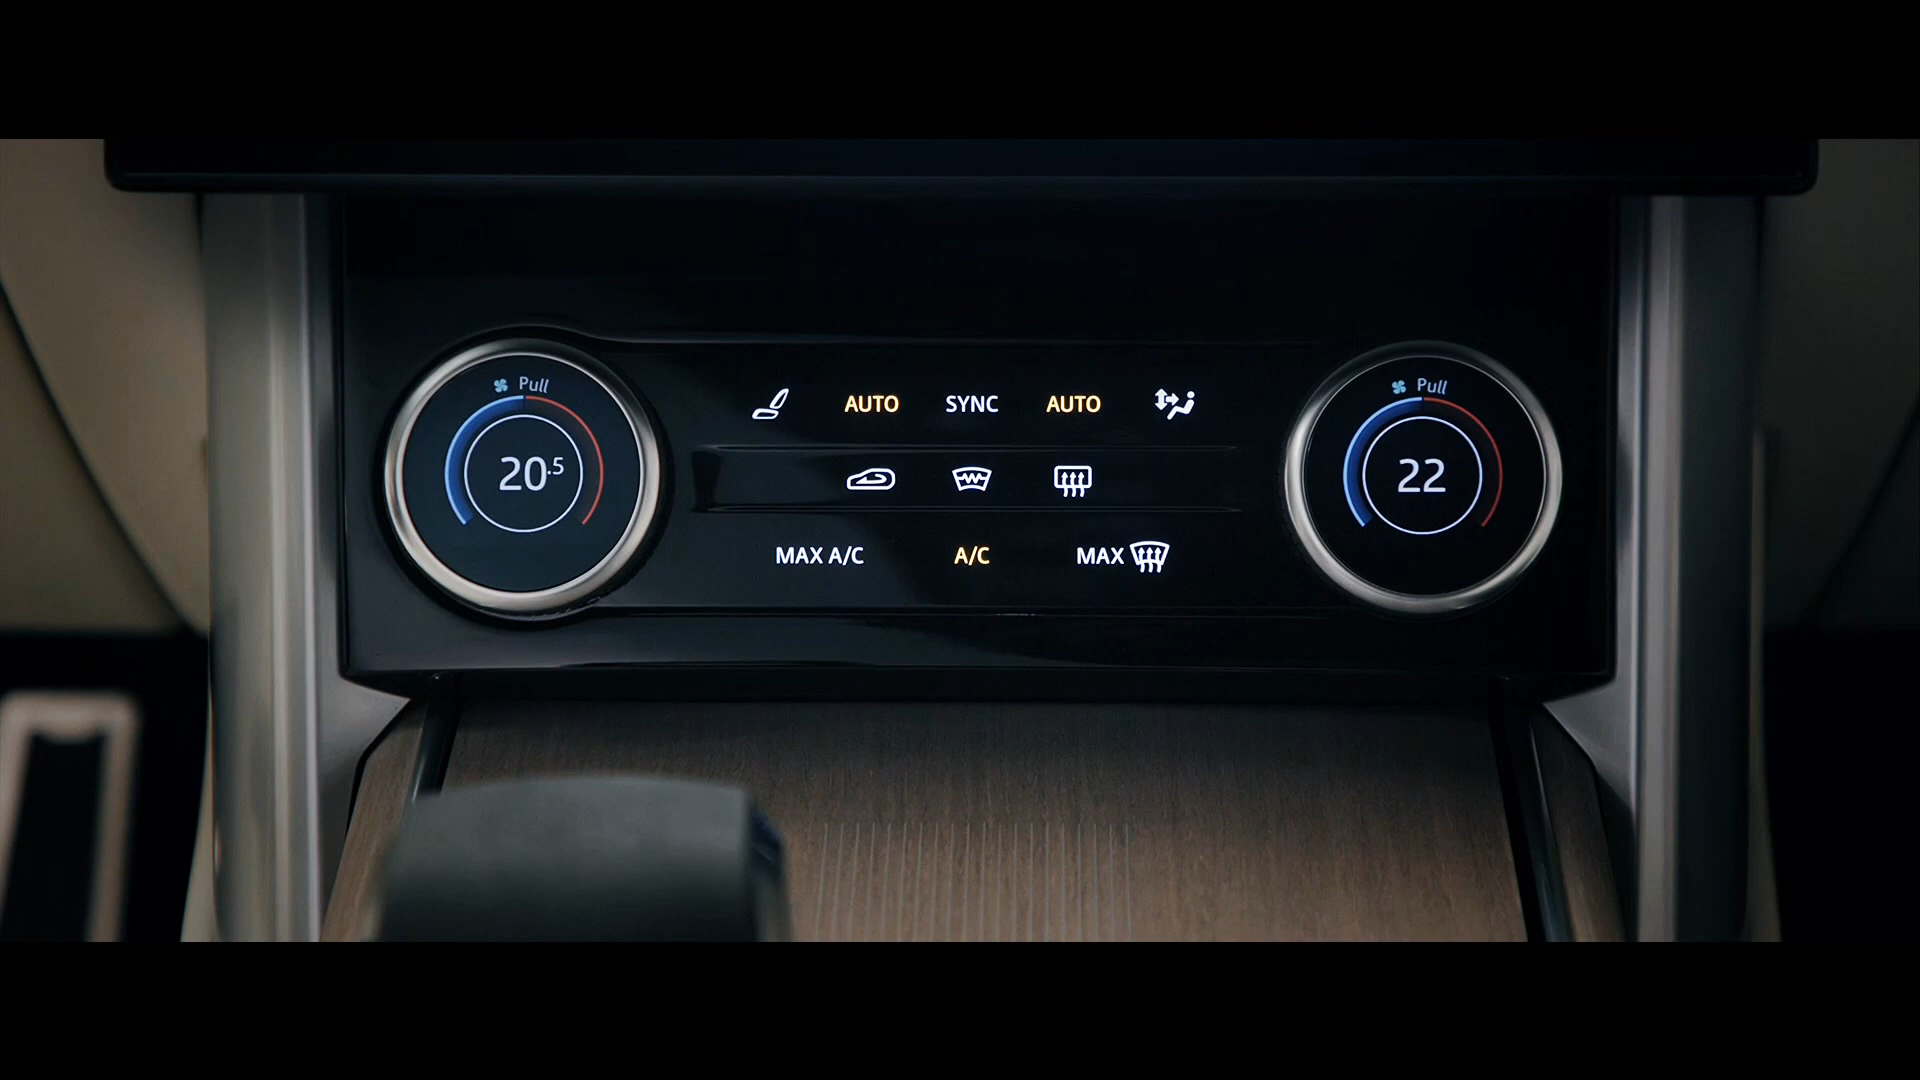 Pull
20.5
AUTO SYNC AUTO
MAX A/C A/C MAX
Pull
22